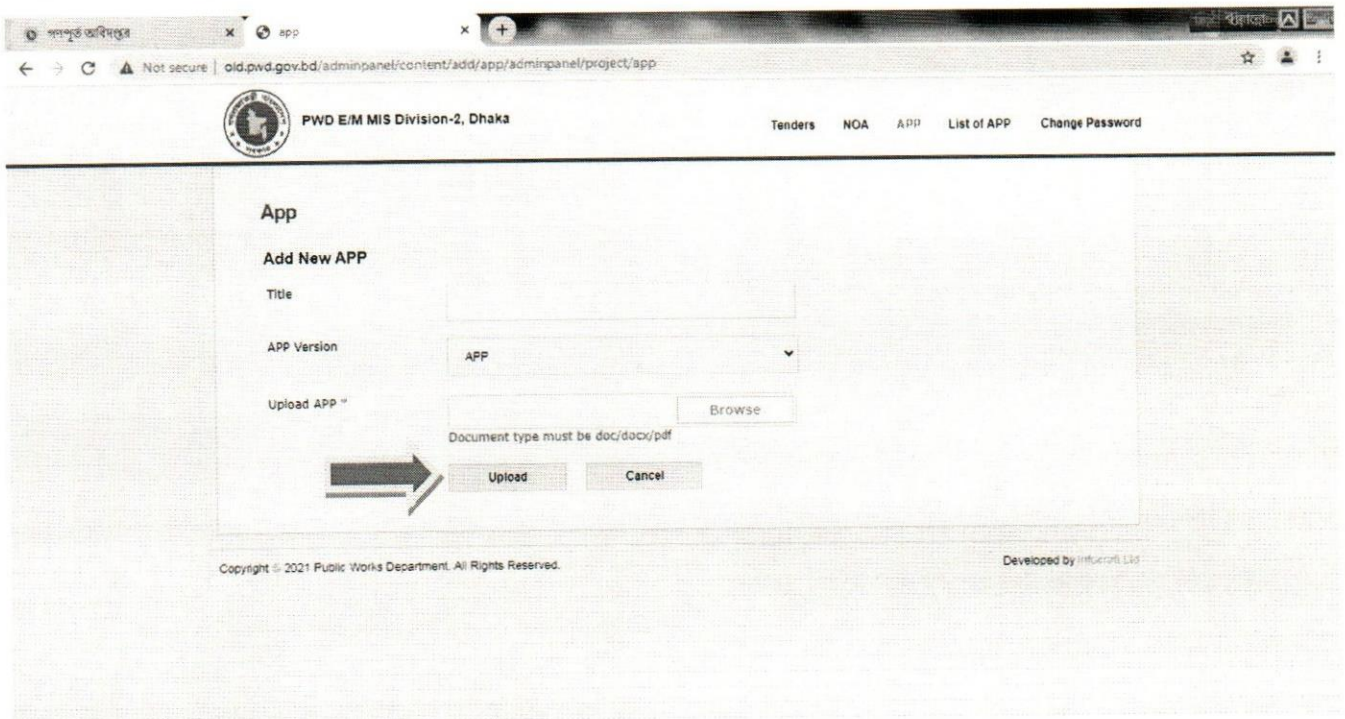 গণপূর্ত অধিদপ্তর
app
Not secure | old.pwd.gov.bd/adminpanel/content/add/app/adminpanel/project/app
PWD E/M MIS Division-2, Dhaka
Tenders NOA APP List of APP Change Password
App
Add New APP
Title
APP Version
APP
Upload APP *
Browse
Document type must be doc/docx/pdf
Upload Cancel
Copyright © 2021 Public Works Department. All Rights Reserved.
Developed by Infocraft Ltd